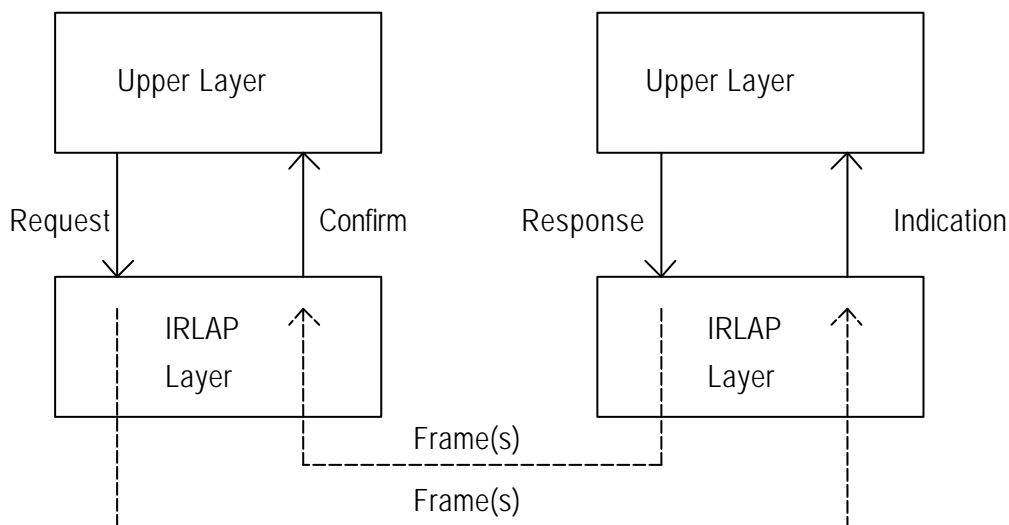 Upper Layer
Upper Layer
Request
Confirm
Response
Indication
IRLAP
Layer
IRLAP
Layer
Frame(s)
Frame(s)